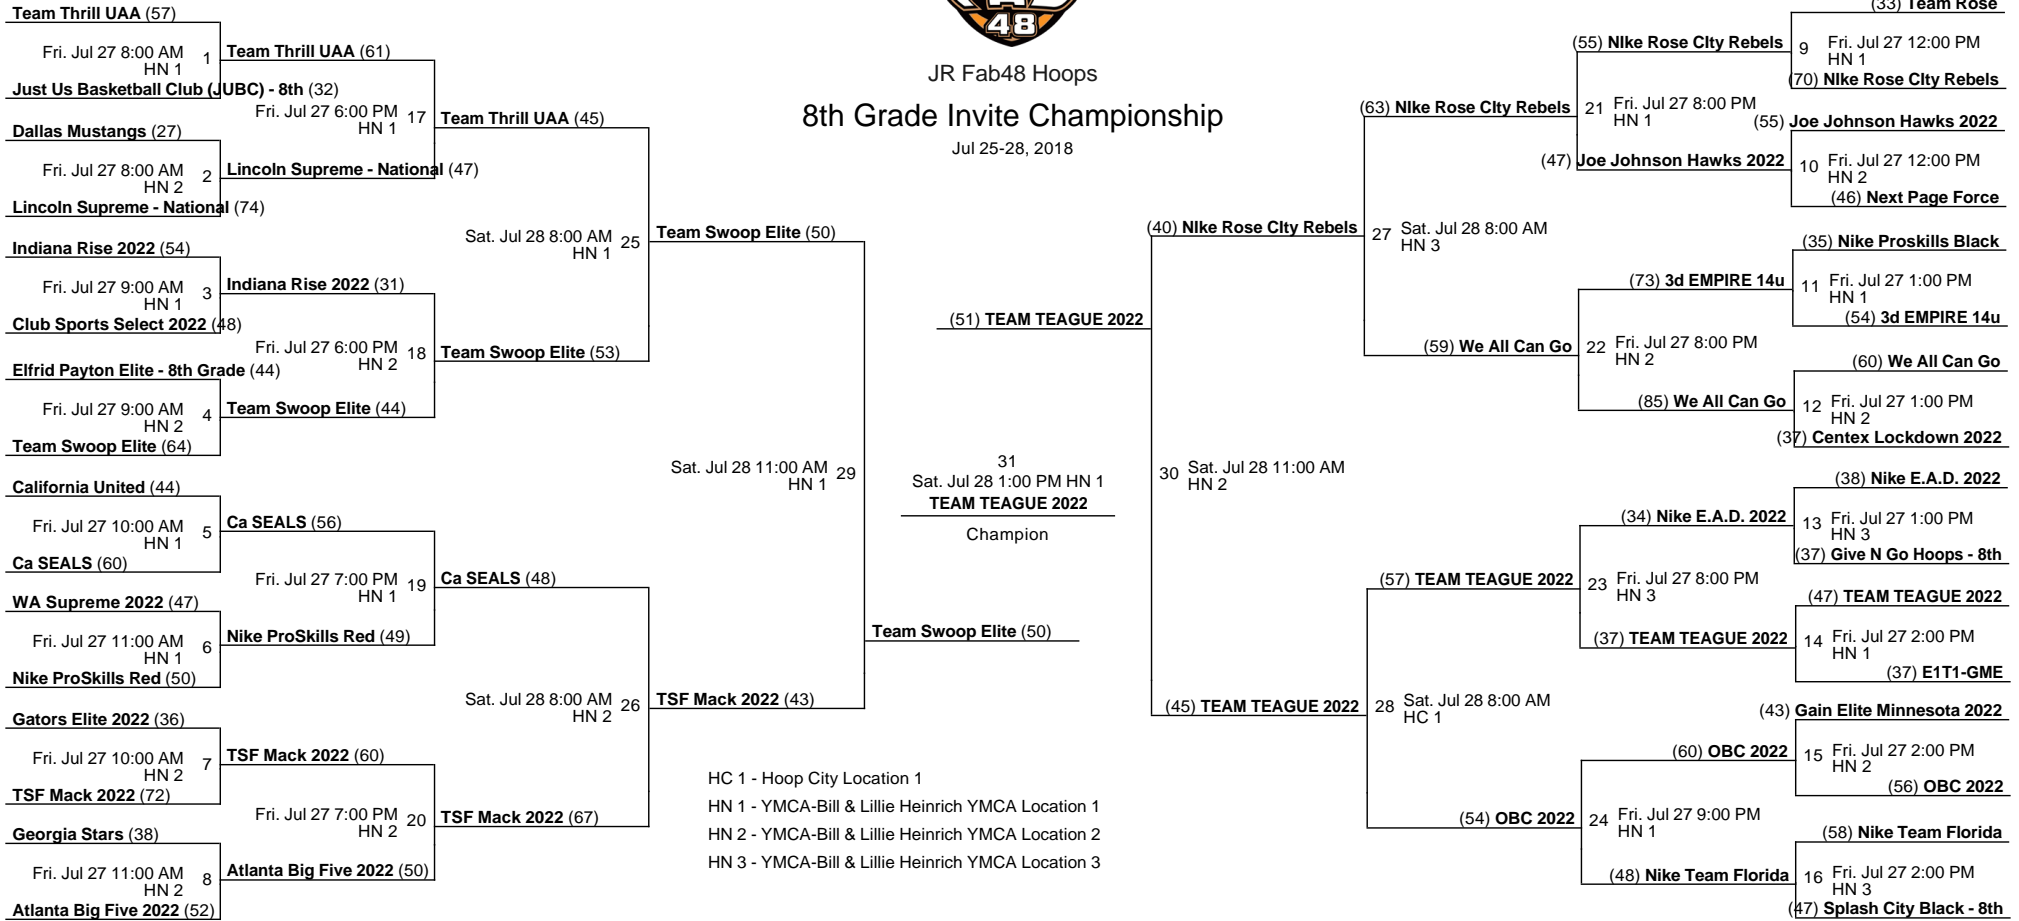 48
JR Fab48 Hoops
8th Grade Invite Championship
Jul 25-28, 2018
Team Thrill UAA (57)
Fri. Jul 27 8:00 AM 1
HN 1
Just Us Basketball Club (JUBC) - 8th (32)
Dallas Mustangs (27)
Fri. Jul 27 8:00 AM 2
HN 2
Lincoln Supreme - National (74)
Indiana Rise 2022 (54)
Fri. Jul 27 9:00 AM 3
HN 1
Club Sports Select 2022 (48)
Elfrid Payton Elite - 8th Grade (44)
Fri. Jul 27 9:00 AM 4
HN 2
Team Swoop Elite (64)
California United (44)
Fri. Jul 27 10:00 AM 5
HN 1
Ca SEALS (60)
WA Supreme 2022 (47)
Fri. Jul 27 11:00 AM 6
HN 1
Nike ProSkills Red (50)
Gators Elite 2022 (36)
Fri. Jul 27 10:00 AM 7
HN 2
TSF Mack 2022 (72)
Georgia Stars (38)
Fri. Jul 27 11:00 AM 8
HN 2
Atlanta Big Five 2022 (52)
Team Thrill UAA (61)
Fri. Jul 27 6:00 PM 17
HN 1
Lincoln Supreme - National (47)
Indiana Rise 2022 (31)
Fri. Jul 27 6:00 PM 18
HN 2
Team Swoop Elite (44)
Ca SEALS (56)
Fri. Jul 27 7:00 PM 19
HN 1
Nike ProSkills Red (49)
TSF Mack 2022 (60)
Fri. Jul 27 7:00 PM 20
HN 2
Atlanta Big Five 2022 (50)
Team Thrill UAA (45)
Sat. Jul 28 8:00 AM 25
HN 1
Team Swoop Elite (53)
Ca SEALS (48)
Sat. Jul 28 8:00 AM 26
HN 2
TSF Mack 2022 (67)
Team Swoop Elite (50)
Sat. Jul 28 11:00 AM 29
HN 1
TSF Mack 2022 (43)
Team Swoop Elite (50)
(51) TEAM TEAGUE 2022
31
Sat. Jul 28 1:00 PM HN 1
TEAM TEAGUE 2022
Champion
(40) NIke Rose CIty Rebels
30 Sat. Jul 28 11:00 AM
HN 2
(45) TEAM TEAGUE 2022
(63) NIke Rose CIty Rebels
27 Sat. Jul 28 8:00 AM
HN 3
(59) We All Can Go
(57) TEAM TEAGUE 2022
28 Sat. Jul 28 8:00 AM
HC 1
(54) OBC 2022
(55) NIke Rose CIty Rebels
21 Fri. Jul 27 8:00 PM
HN 1
(47) Joe Johnson Hawks 2022
(73) 3d EMPIRE 14u
22 Fri. Jul 27 8:00 PM
HN 2
(85) We All Can Go
(34) Nike E.A.D. 2022
23 Fri. Jul 27 8:00 PM
HN 3
(37) TEAM TEAGUE 2022
(60) OBC 2022
24 Fri. Jul 27 9:00 PM
HN 1
(48) Nike Team Florida
(33) Team Rose
9 Fri. Jul 27 12:00 PM
HN 1
(70) NIke Rose CIty Rebels
(55) Joe Johnson Hawks 2022
10 Fri. Jul 27 12:00 PM
HN 2
(46) Next Page Force
(35) Nike Proskills Black
11 Fri. Jul 27 1:00 PM
HN 1
(54) 3d EMPIRE 14u
(60) We All Can Go
12 Fri. Jul 27 1:00 PM
HN 2
(37) Centex Lockdown 2022
(38) Nike E.A.D. 2022
13 Fri. Jul 27 1:00 PM
HN 3
(37) Give N Go Hoops - 8th
(47) TEAM TEAGUE 2022
14 Fri. Jul 27 2:00 PM
HN 1
(37) E1T1-GME
(43) Gain Elite Minnesota 2022
15 Fri. Jul 27 2:00 PM
HN 2
(56) OBC 2022
(58) Nike Team Florida
16 Fri. Jul 27 2:00 PM
HN 3
(47) Splash City Black - 8th
HC 1 - Hoop City Location 1
HN 1 - YMCA-Bill & Lillie Heinrich YMCA Location 1
HN 2 - YMCA-Bill & Lillie Heinrich YMCA Location 2
HN 3 - YMCA-Bill & Lillie Heinrich YMCA Location 3